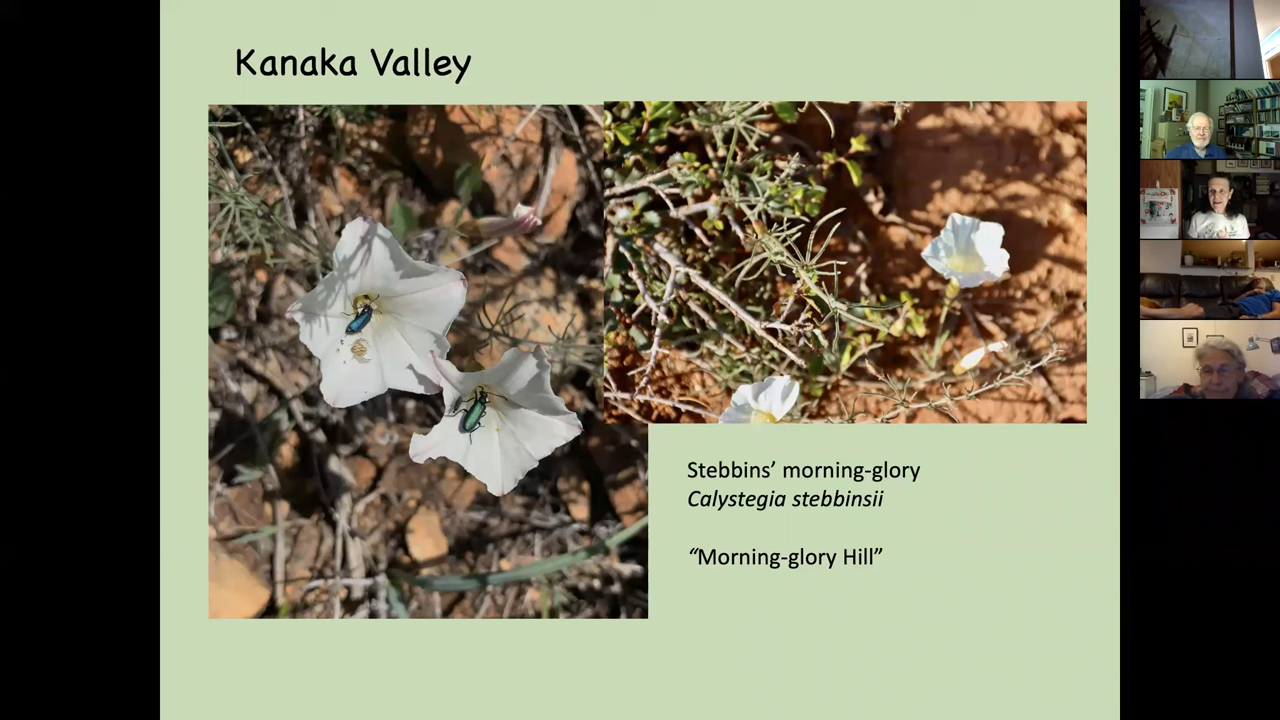 Kanaka Valley
Stebbins’ morning-glory
Calystegia stebbinsii
“Morning-glory Hill”